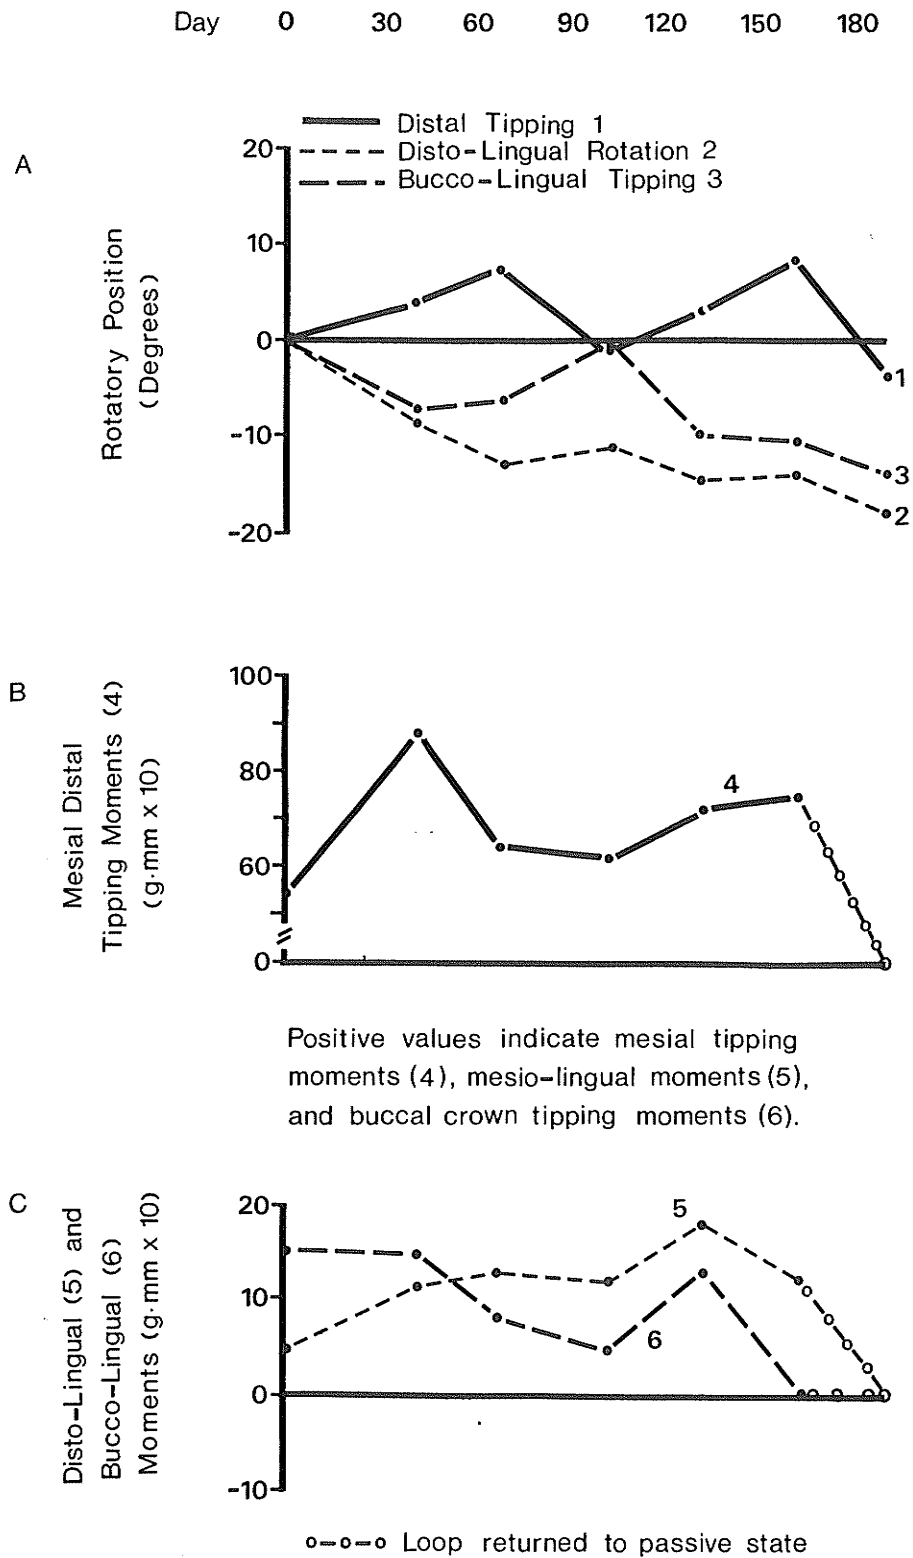 Day 0 30 60 90 120 150 180
A
Distal Tipping 1
Disto-Lingual Rotation 2
Bucco-Lingual Tipping 3
Rotatory Position
(Degrees)
20
10
0
-10
-20
1
3
2
B
Mesial Distal
Tipping Moments (4)
(g·mm x 10)
100
80
60
0
4
Positive values indicate mesial tipping
moments (4), mesio-lingual moments (5),
and buccal crown tipping moments (6).
C
Disto-Lingual (5) and
Bucco-Lingual (6)
Moments (g·mm x 10)
20
10
0
-10
5
6
Loop returned to passive state